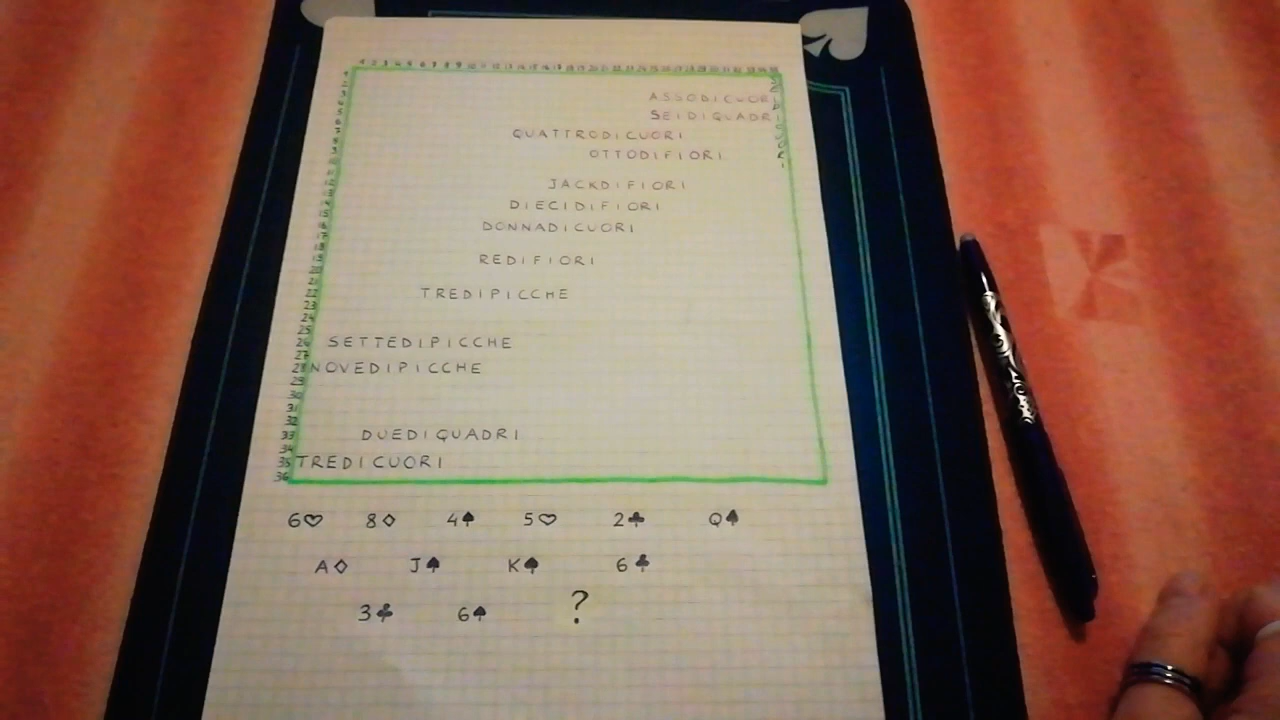 ASSODICUORI
SEIDIQUADRI
QUATTRODICUORI
OTTODIFIORI
JACKDIFIORI
DIECIDIFIORI
DONNADICUORI
REDIFIORI
TREDIPICCHE
SETTEDIPICCHE
NOVEDIPICCHE
DUEDIQUADRI
TREDICUORI
6♡ 8♢ 4♠ 5♡ 2♣ Q♠
A♢ J♠ K♠ 6♣
3♣ 6♠ ?